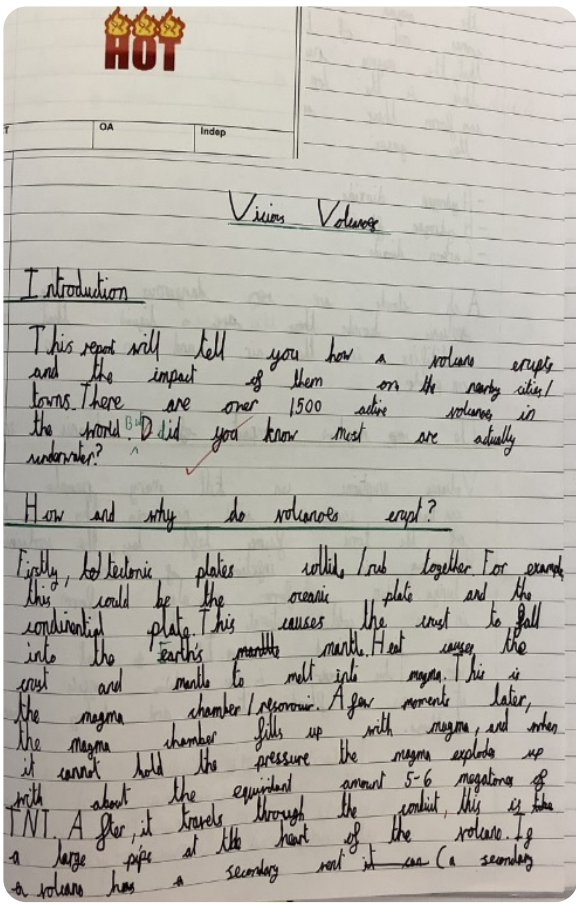 HOT
OA
Indep
Vicious Volcanoes
Introduction
This report will tell you how a volcano erupts
and the impact of them on the nearby cities/
towns. There are over 1500 active volcanoes in
the world. But Did you know most are actually
underwater?
How and why do volcanoes erupt?
Firstly, tectonic plates collide/rub together For example,
this could be the oceanic plate and the
condinential plate. This causes the crust to fall
into the Earth's mantle. Heat causes the
crust and mantle to melt into magma. This is
the magma chamber/resorvour. A few moments later,
the magma chamber fills up with magma, and when
it cannot hold the pressure the magma explodes up
with about the equivilant amount 5-6 megatones of
TNT. After, it travels through the conduit, this is
a large pipe at the heart of the volcano. If
a volcano has a secondary vent it can (a secondary